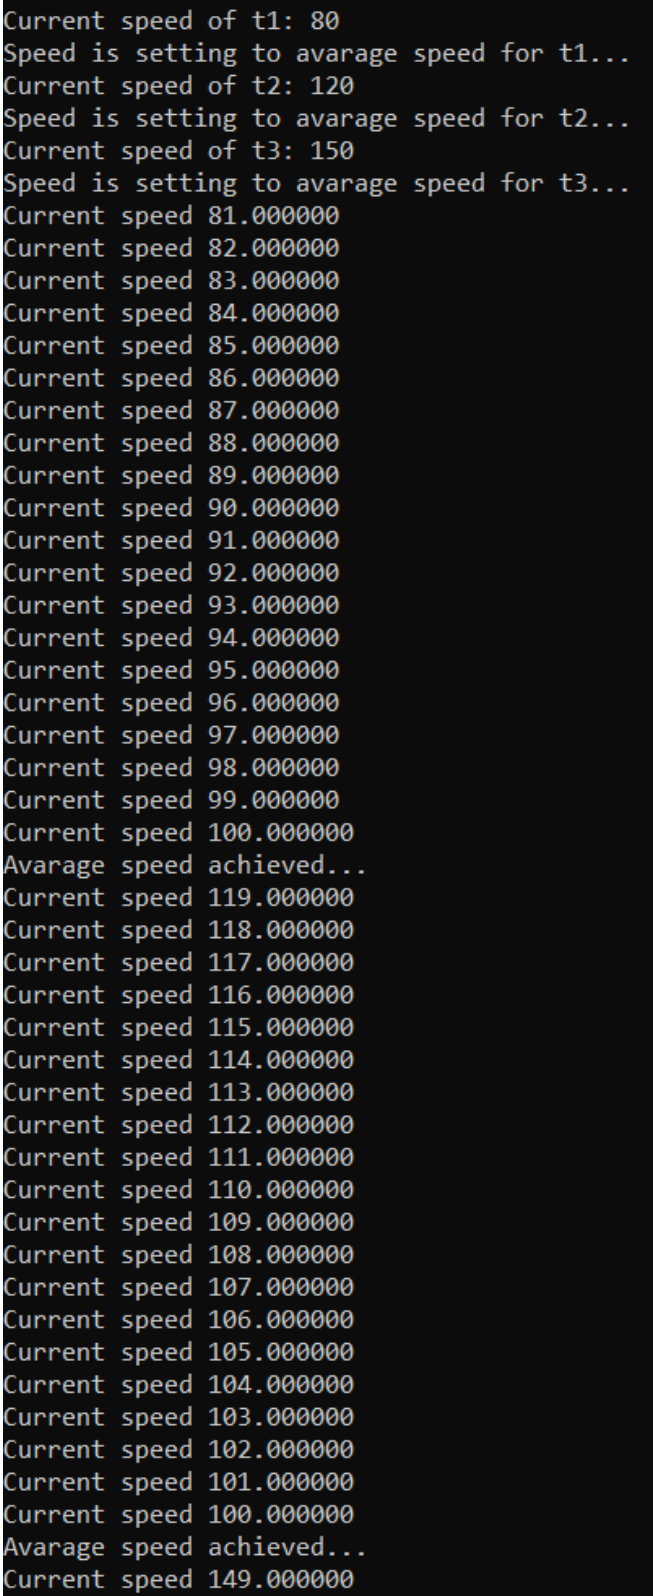 Current speed of t1: 80
Speed is setting to avarage speed for t1...
Current speed of t2: 120
Speed is setting to avarage speed for t2...
Current speed of t3: 150
Speed is setting to avarage speed for t3...
Current speed 81.000000
Current speed 82.000000
Current speed 83.000000
Current speed 84.000000
Current speed 85.000000
Current speed 86.000000
Current speed 87.000000
Current speed 88.000000
Current speed 89.000000
Current speed 90.000000
Current speed 91.000000
Current speed 92.000000
Current speed 93.000000
Current speed 94.000000
Current speed 95.000000
Current speed 96.000000
Current speed 97.000000
Current speed 98.000000
Current speed 99.000000
Current speed 100.000000
Avarage speed achieved...
Current speed 119.000000
Current speed 118.000000
Current speed 117.000000
Current speed 116.000000
Current speed 115.000000
Current speed 114.000000
Current speed 113.000000
Current speed 112.000000
Current speed 111.000000
Current speed 110.000000
Current speed 109.000000
Current speed 108.000000
Current speed 107.000000
Current speed 106.000000
Current speed 105.000000
Current speed 104.000000
Current speed 103.000000
Current speed 102.000000
Current speed 101.000000
Current speed 100.000000
Avarage speed achieved...
Current speed 149.000000